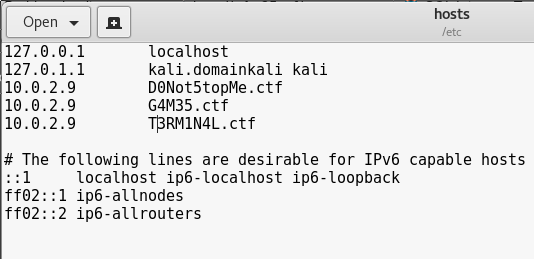 Open
hosts
/etc
127.0.0.1 localhost
127.0.1.1 kali.domainkali kali
10.0.2.9 D0Not5topMe.ctf
10.0.2.9 G4M35.ctf
10.0.2.9 T3RM1N4L.ctf
# The following lines are desirable for IPv6 capable hosts
::1 localhost ip6-localhost ip6-loopback
ff02::1 ip6-allnodes
ff02::2 ip6-allrouters